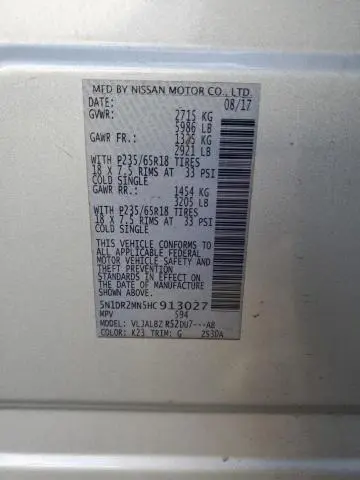 MFD BY NISSAN MOTOR CO., LTD.
DATE: 08/17
GVWR: 2715 KG
5986 LB
GAWR FR.: 1325 KG
2921 LB
WITH P235/65R18 TIRES
18 X 7.5 RIMS AT 33 PSI
COLD SINGLE
GAWR RR.: 1454 KG
3205 LB
WITH P235/65R18 TIRES
18 X 7.5 RIMS AT 33 PSI
COLD SINGLE
THIS VEHICLE CONFORMS TO
ALL APPLICABLE FEDERAL
MOTOR VEHICLE SAFETY AND
THEFT PREVENTION
STANDARDS IN EFFECT ON
THE DATE OF MANUFACTURE
SHOWN ABOVE.
5N1DR2MN5HC913027
MPV 594
MODEL: VLJALBZ R52DU7---AB
COLOR: K23 TRIM: G ZS3DA